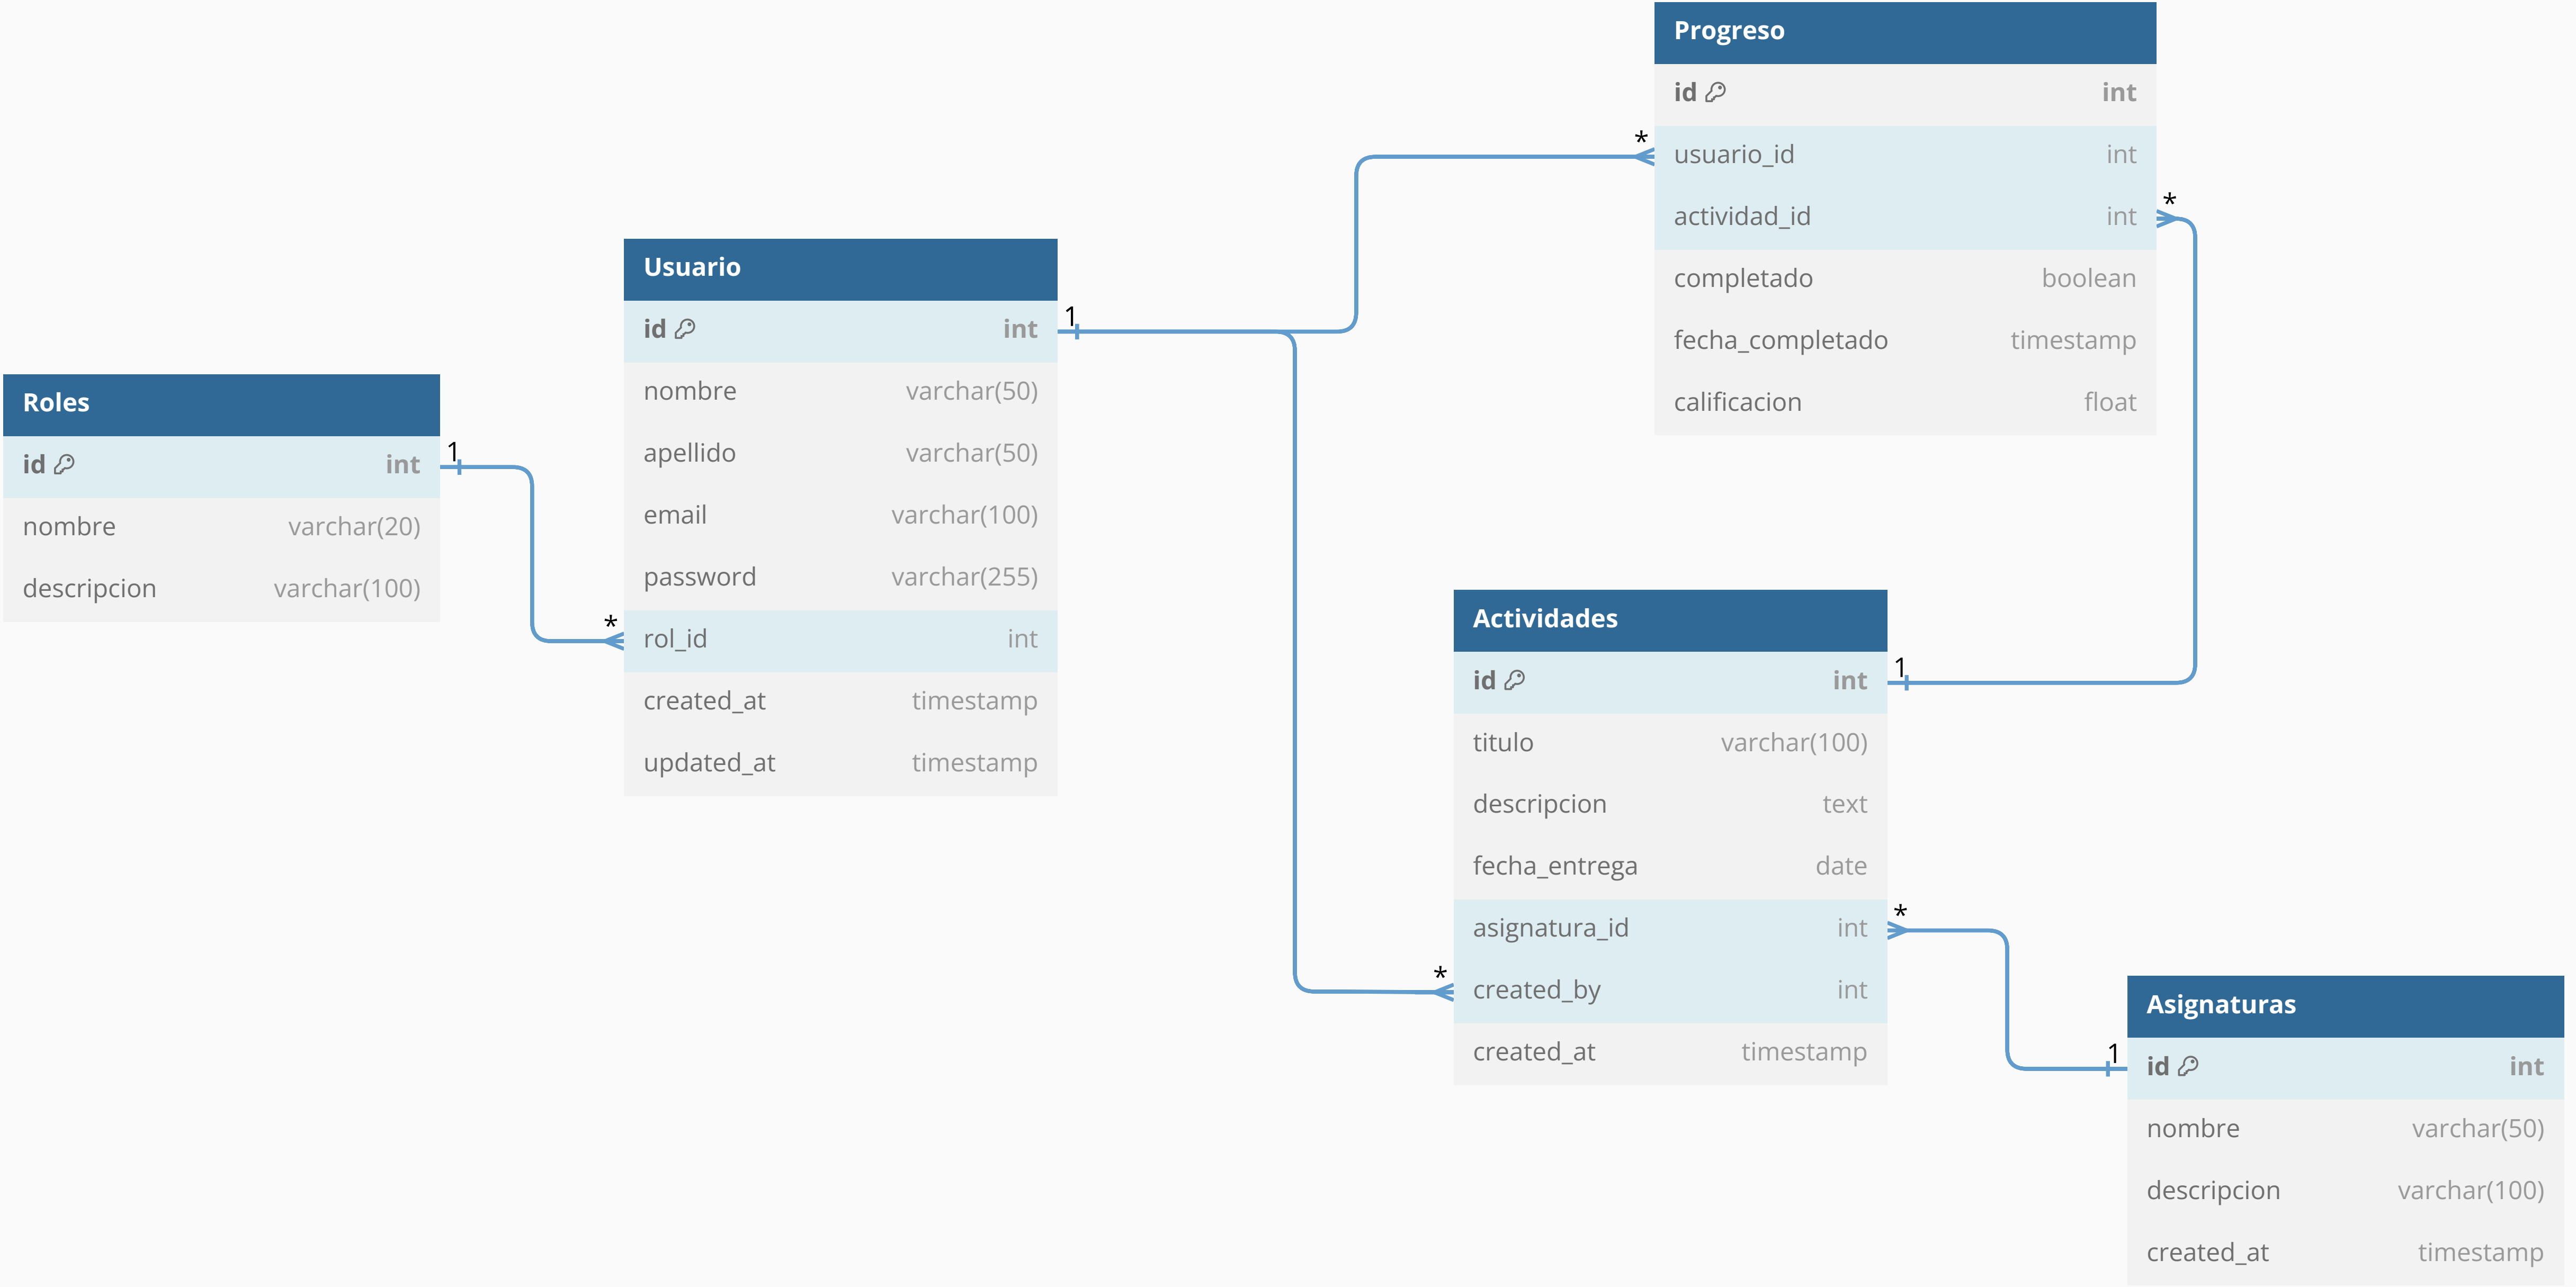 Roles
id int
nombre varchar(20)
descripcion varchar(100)
1
*
Usuario
id int
nombre varchar(50)
apellido varchar(50)
email varchar(100)
password varchar(255)
rol_id int
created_at timestamp
updated_at timestamp
1
*
Progreso
id int
usuario_id int
actividad_id int
completado boolean
fecha_completado timestamp
calificacion float
*
*
Actividades
id int
titulo varchar(100)
descripcion text
fecha_entrega date
asignatura_id int
created_by int
created_at timestamp
1
*
1
Asignaturas
id int
nombre varchar(50)
descripcion varchar(100)
created_at timestamp